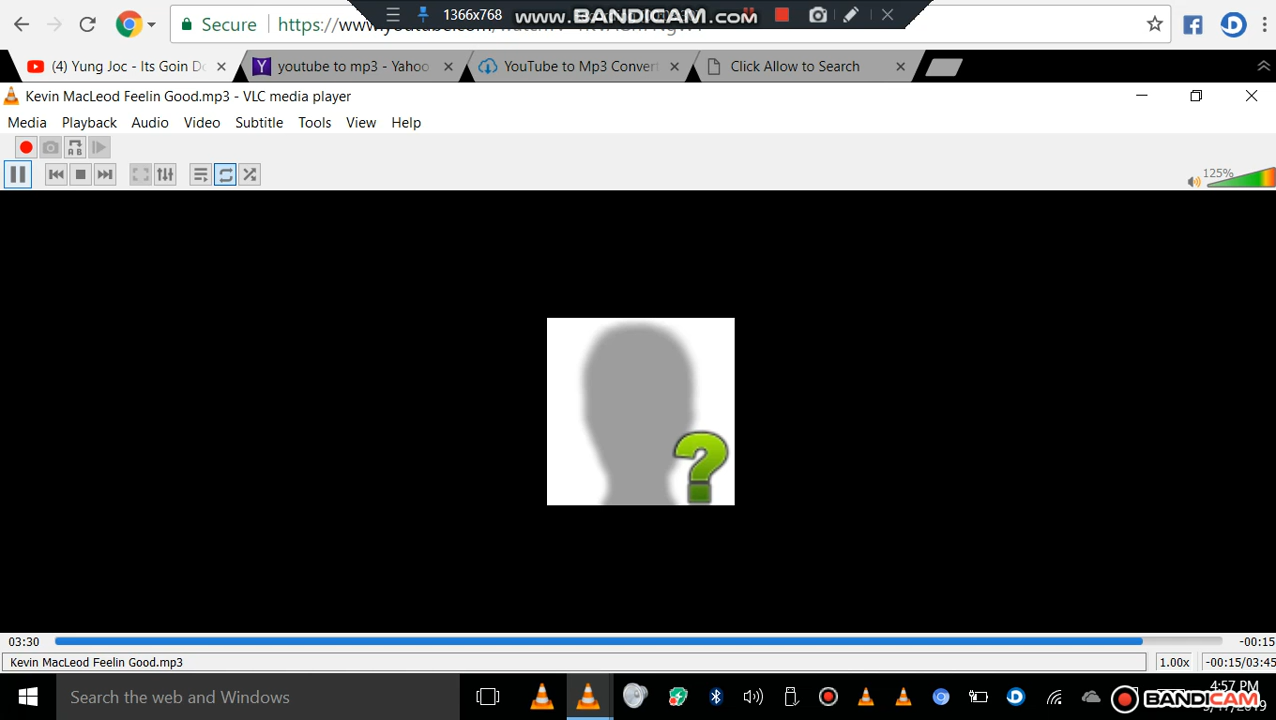 1366x768 www.BANDICAM.com
Secure https://www.youtube.com/watch?v=
(4) Yung Joc - Its Goin D
youtube to mp3 - Yahoo
YouTube to Mp3 Convert
Click Allow to Search
Kevin MacLeod Feelin Good.mp3 - VLC media player
Media Playback Audio Video Subtitle Tools View Help
A B
125%
?
03:30 -00:15
Kevin MacLeod Feelin Good.mp3 1.00x -00:15/03:45
Search the web and Windows
4:57 PM
BANDICAM